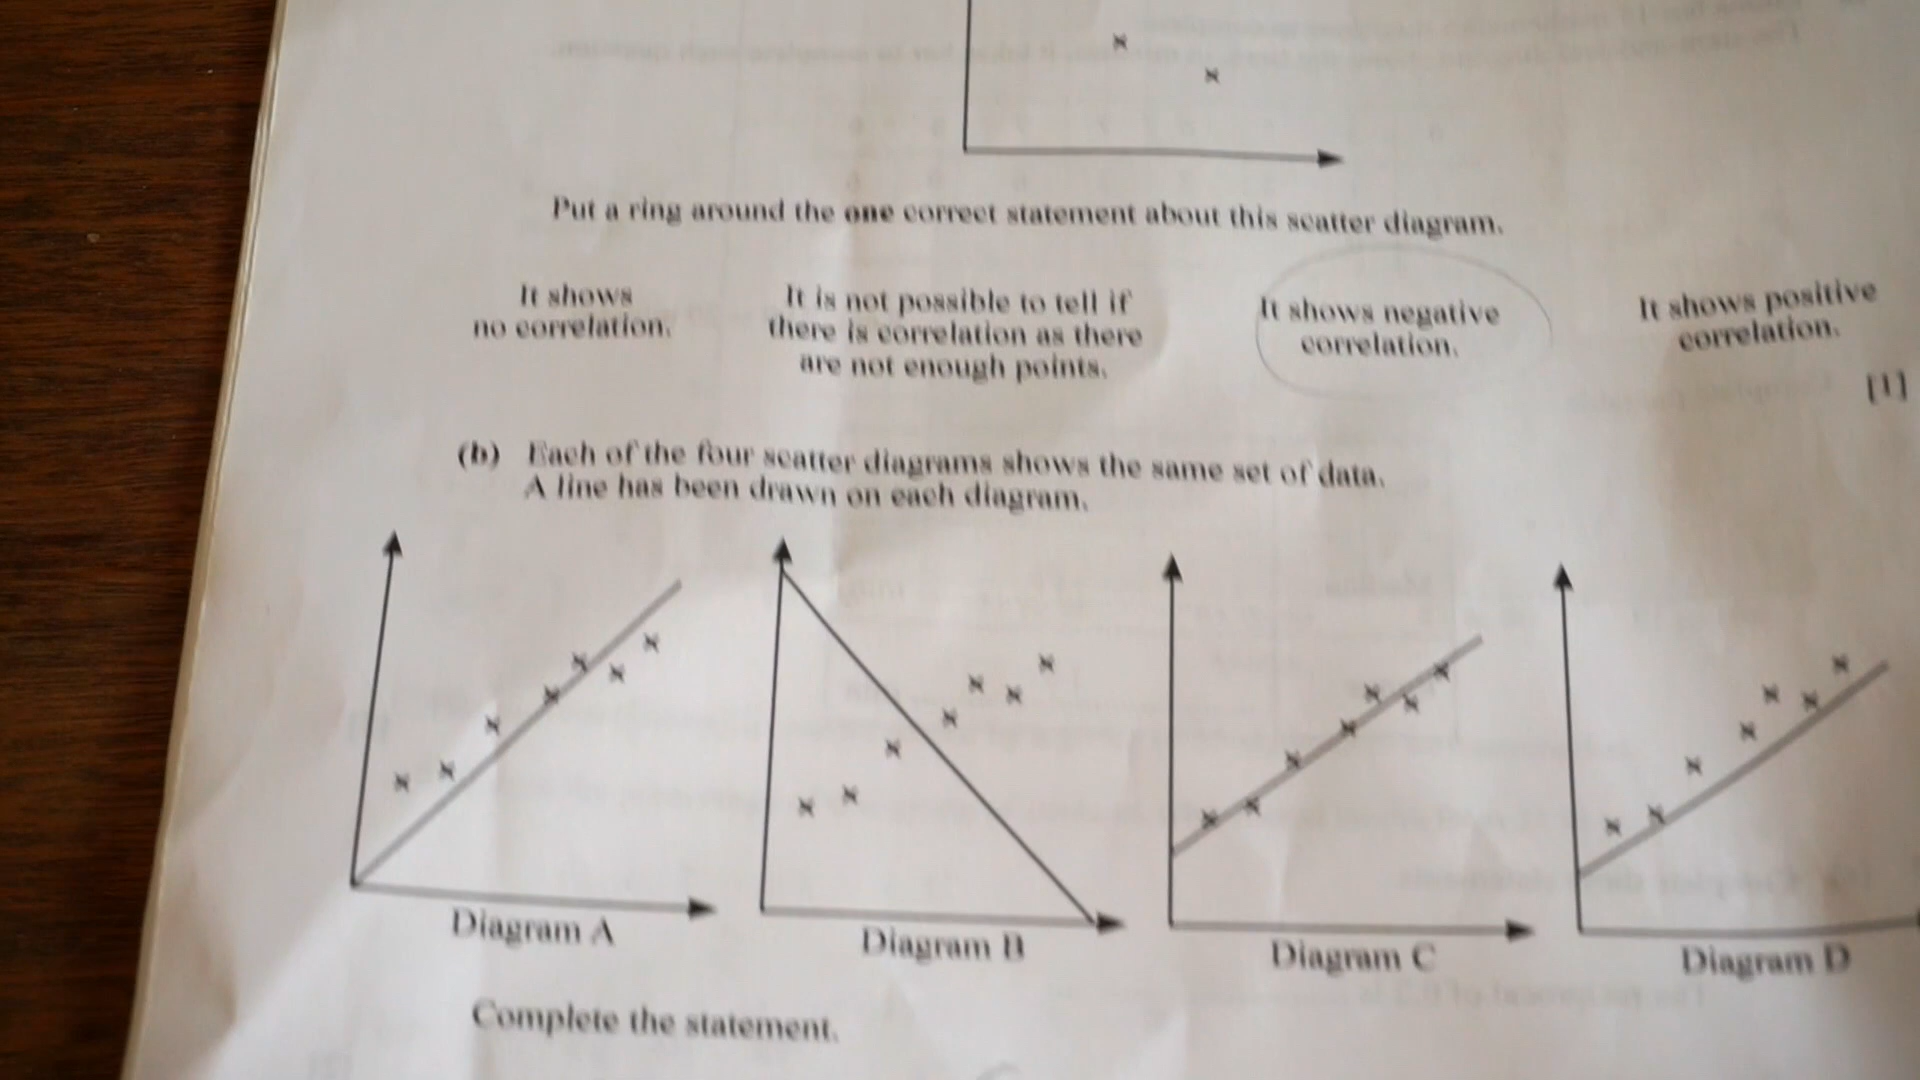 Put a ring around the one correct statement about this scatter diagram.
It shows
no correlation.
It is not possible to tell if
there is correlation as there
are not enough points.
It shows negative
correlation.
It shows positive
correlation.
[1]
(b) Each of the four scatter diagrams shows the same set of data.
A line has been drawn on each diagram.
Diagram A
Diagram B
Diagram C
Diagram D
Complete the statement.